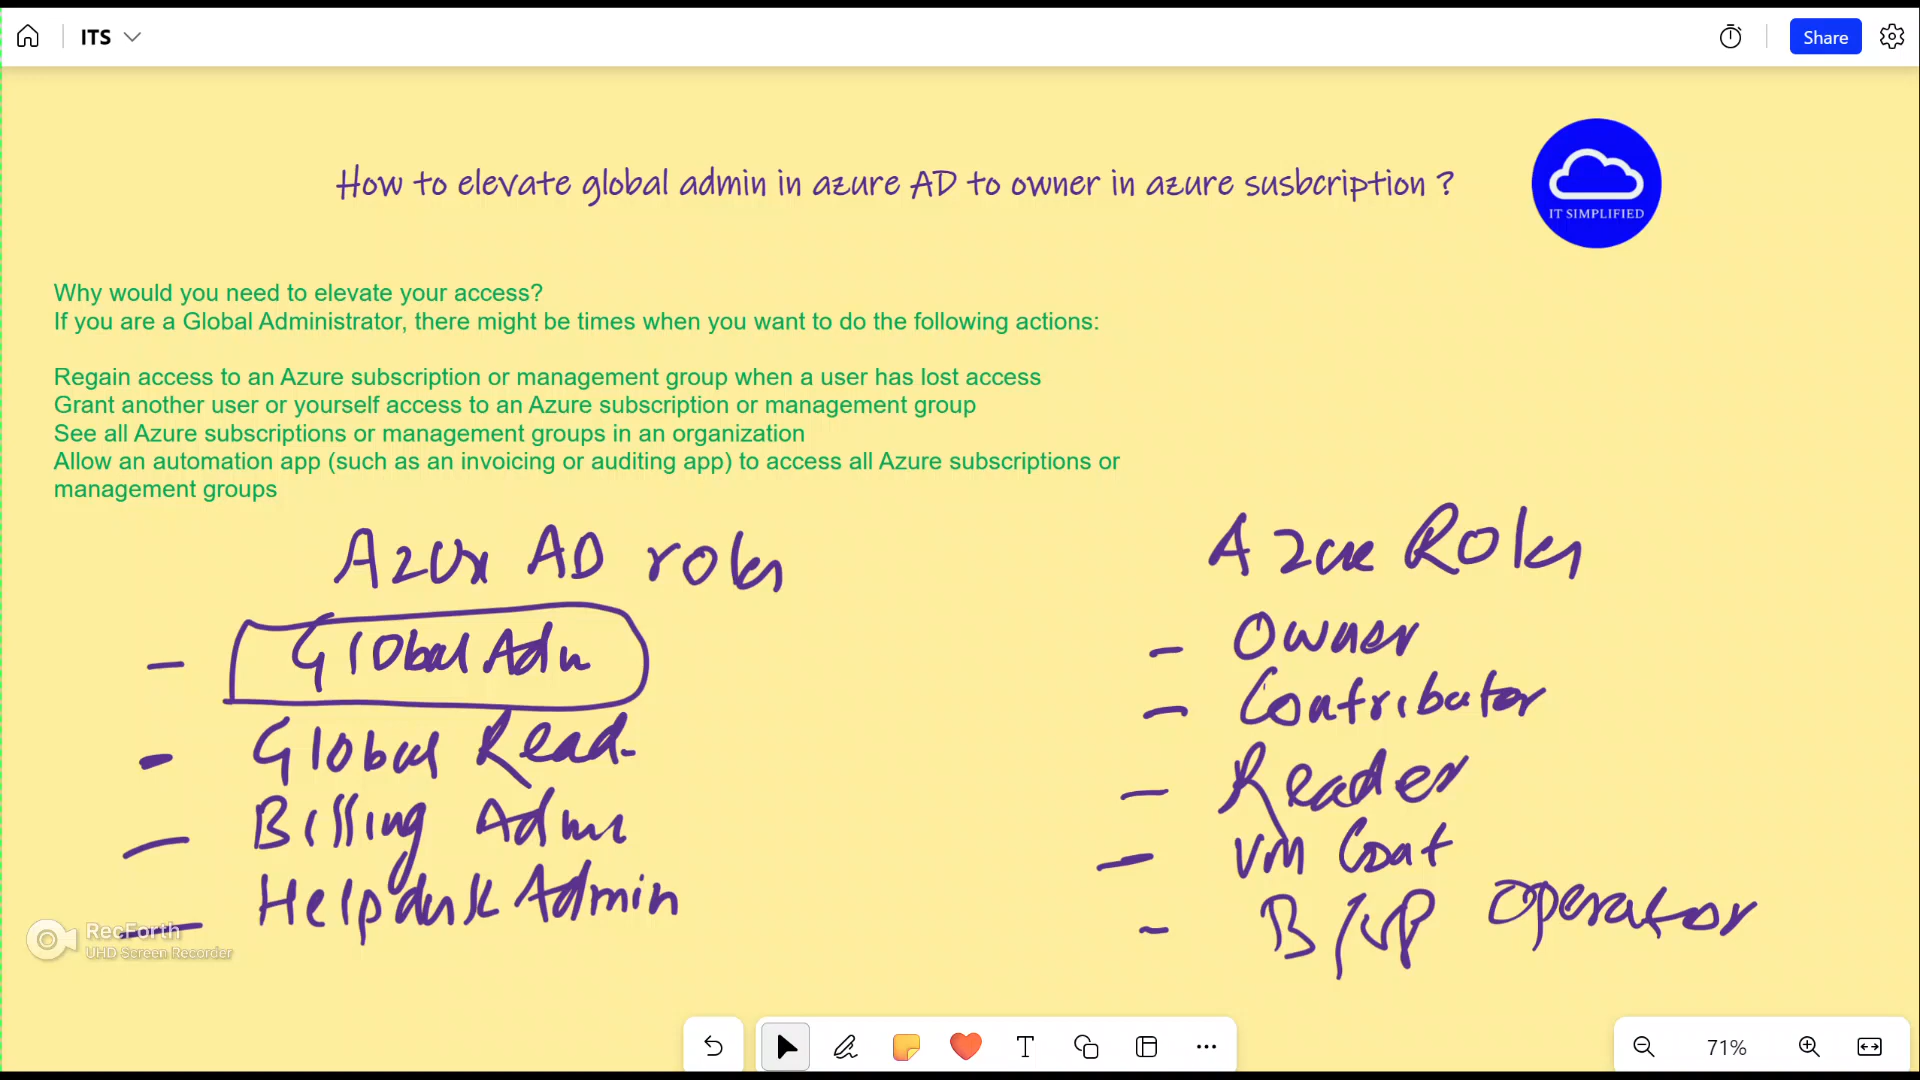 ITS
Share
How to elevate global admin in azure AD to owner in azure susbcription ?
IT SIMPLIFIED
Why would you need to elevate your access?
If you are a Global Administrator, there might be times when you want to do the following actions:
Regain access to an Azure subscription or management group when a user has lost access
Grant another user or yourself access to an Azure subscription or management group
See all Azure subscriptions or management groups in an organization
Allow an automation app (such as an invoicing or auditing app) to access all Azure subscriptions or
management groups
Azure AD roles
- Global Adm
- Global Read-
- Billing Admi
- Helpdesk Admin
Azure Roles
- Owner
- Contributor
- Reader
- VM Cont
- B/UP Operator
RecForth
UHD Screen Recorder
71%